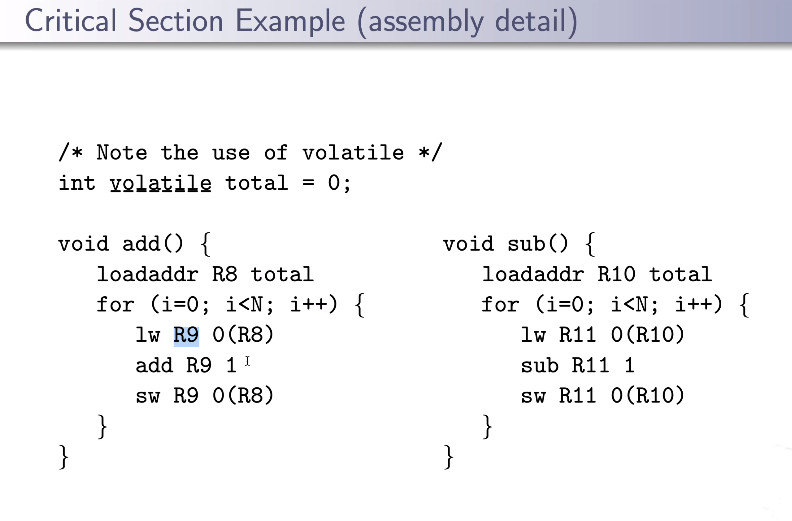 Critical Section Example (assembly detail)
/* Note the use of volatile */
int volatile total = 0;
void add() {
loadaddr R8 total
for (i=0; i<N; i++) {
lw R9 0(R8)
add R9 1
sw R9 0(R8)
}
}
void sub() {
loadaddr R10 total
for (i=0; i<N; i++) {
lw R11 0(R10)
sub R11 1
sw R11 0(R10)
}
}